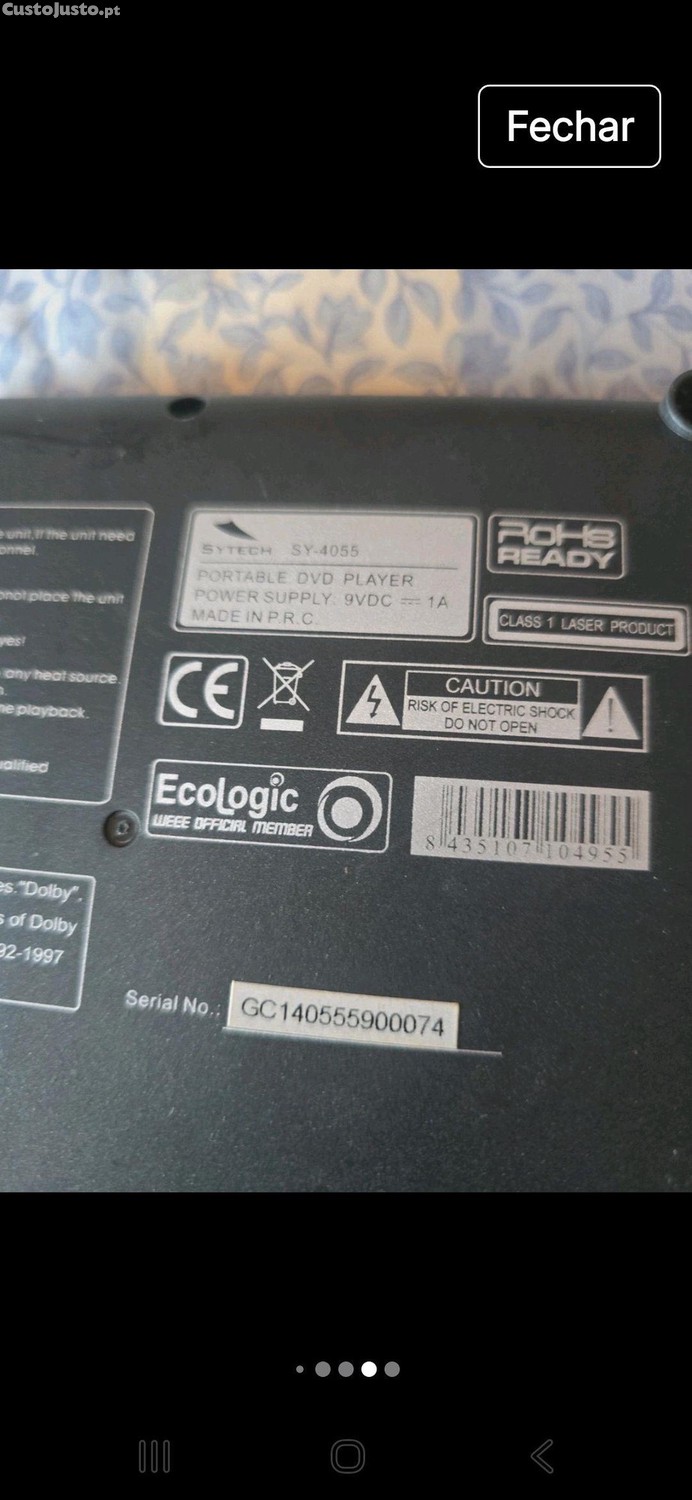 CustoJusto.pt
Fechar
e unit, If the unit need
onnel.
SYTECH SY-4055
PORTABLE DVD PLAYER
POWER SUPPLY: 9VDC ⎓ 1A
MADE IN P.R.C.
RoHS
READY
not place the unit
CLASS 1 LASER PRODUCT
yes!
any heat source.
he playback.
ualified
CE
CAUTION
RISK OF ELECTRIC SHOCK
DO NOT OPEN
EcoLogic
WEEE OFFICIAL MEMBER
8 435107 104955
es. "Dolby",
s of Dolby
92-1997
Serial No.: GC140555900074